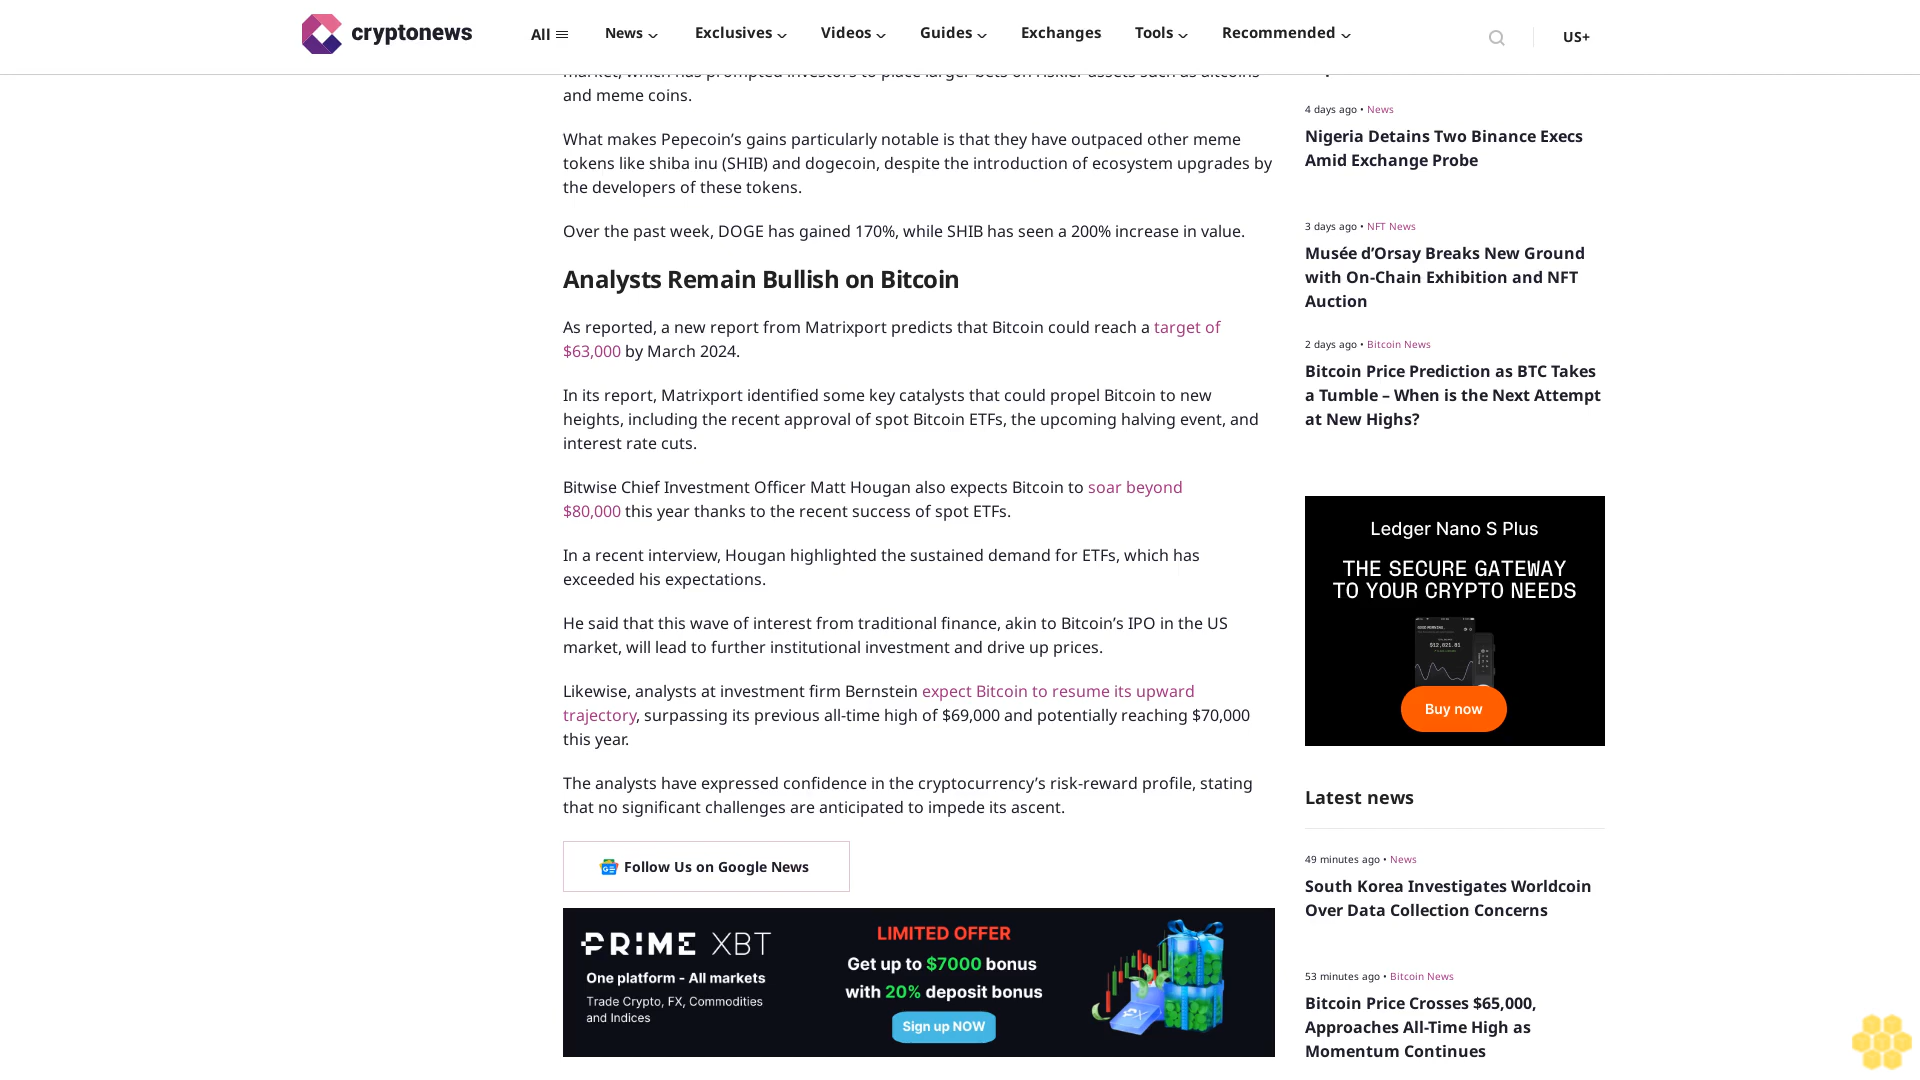 cryptonews
All
News
Exclusives
Videos
Guides
Exchanges
Tools
Recommended
US+
market, which has prompted investors to place larger bets on riskier assets such as altcoins
and meme coins.
What makes Pepecoin’s gains particularly notable is that they have outpaced other meme
tokens like shiba inu (SHIB) and dogecoin, despite the introduction of ecosystem upgrades by
the developers of these tokens.
Over the past week, DOGE has gained 170%, while SHIB has seen a 200% increase in value.
Analysts Remain Bullish on Bitcoin
As reported, a new report from Matrixport predicts that Bitcoin could reach a target of
$63,000 by March 2024.
In its report, Matrixport identified some key catalysts that could propel Bitcoin to new
heights, including the recent approval of spot Bitcoin ETFs, the upcoming halving event, and
interest rate cuts.
Bitwise Chief Investment Officer Matt Hougan also expects Bitcoin to soar beyond
$80,000 this year thanks to the recent success of spot ETFs.
In a recent interview, Hougan highlighted the sustained demand for ETFs, which has
exceeded his expectations.
He said that this wave of interest from traditional finance, akin to Bitcoin’s IPO in the US
market, will lead to further institutional investment and drive up prices.
Likewise, analysts at investment firm Bernstein expect Bitcoin to resume its upward
trajectory, surpassing its previous all-time high of $69,000 and potentially reaching $70,000
this year.
The analysts have expressed confidence in the cryptocurrency’s risk-reward profile, stating
that no significant challenges are anticipated to impede its ascent.
Follow Us on Google News
PRIME XBT
One platform - All markets
Trade Crypto, FX, Commodities
and Indices
LIMITED OFFER
Get up to $7000 bonus
with 20% deposit bonus
Sign up NOW
4 days ago • News
Nigeria Detains Two Binance Execs
Amid Exchange Probe
3 days ago • NFT News
Musée d’Orsay Breaks New Ground
with On-Chain Exhibition and NFT
Auction
2 days ago • Bitcoin News
Bitcoin Price Prediction as BTC Takes
a Tumble – When is the Next Attempt
at New Highs?
Ledger Nano S Plus
THE SECURE GATEWAY
TO YOUR CRYPTO NEEDS
$12,021.81
Buy now
Latest news
49 minutes ago • News
South Korea Investigates Worldcoin
Over Data Collection Concerns
53 minutes ago • Bitcoin News
Bitcoin Price Crosses $65,000,
Approaches All-Time High as
Momentum Continues